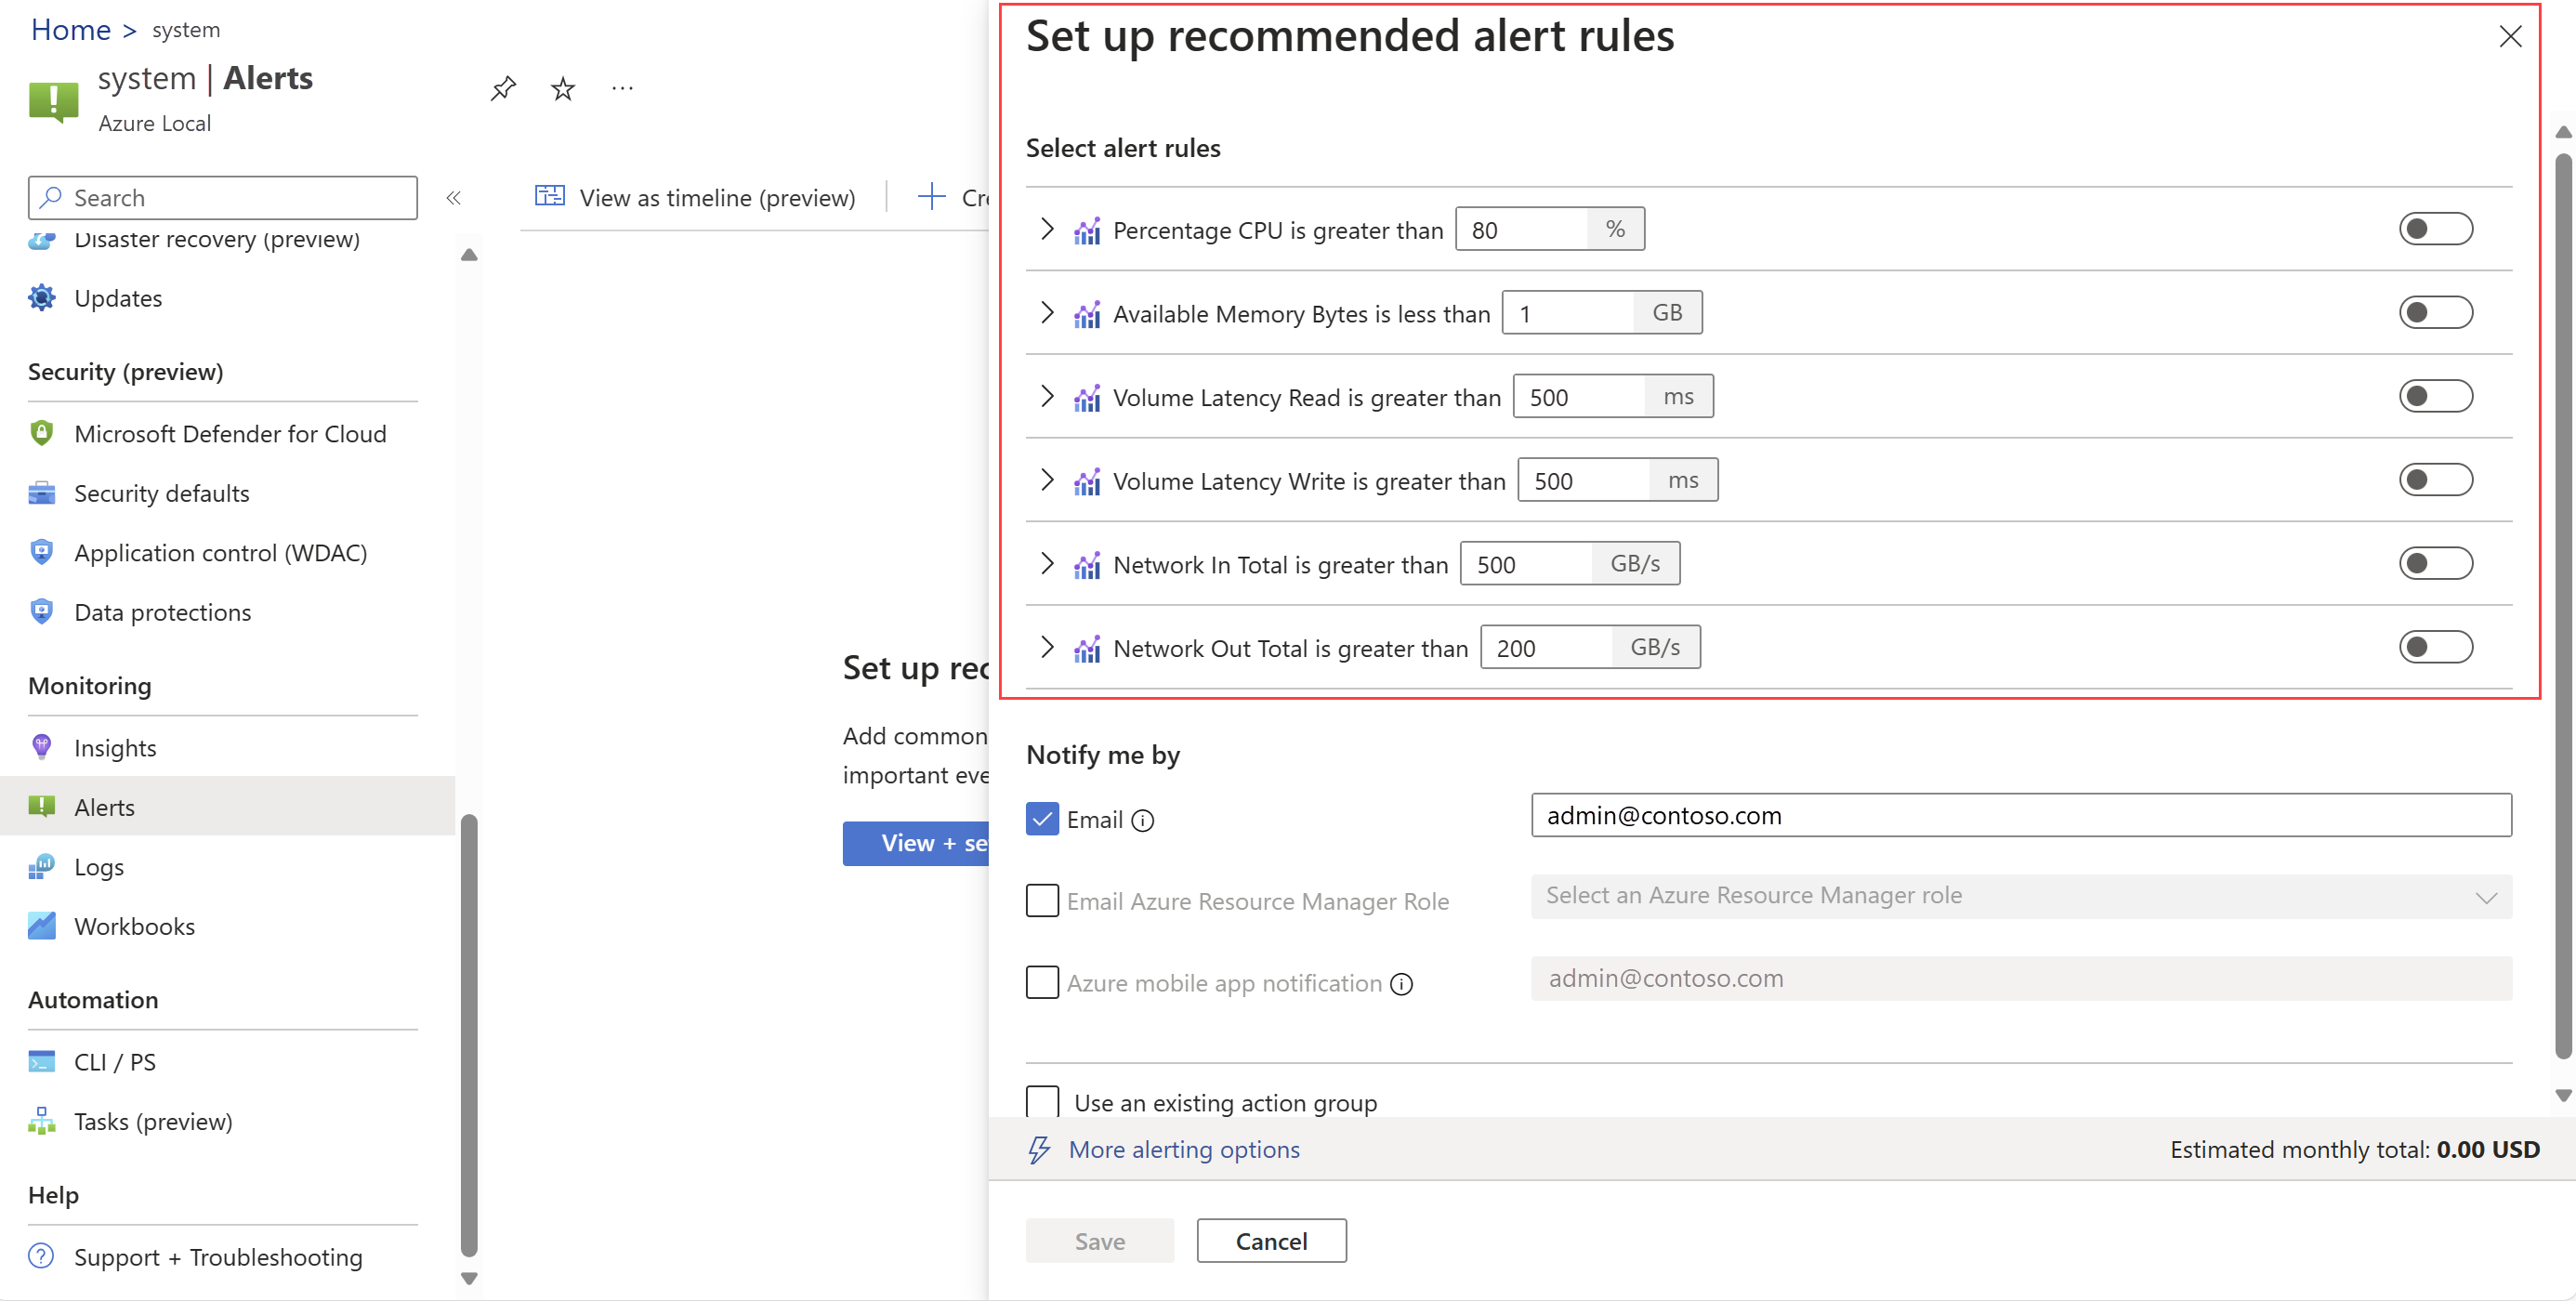 Home > system
system | Alerts
Azure Local
Search
Disaster recovery (preview)
Updates
Security (preview)
Microsoft Defender for Cloud
Security defaults
Application control (WDAC)
Data protections
Monitoring
Insights
Alerts
Logs
Workbooks
Automation
CLI / PS
Tasks (preview)
Help
Support + Troubleshooting
View as timeline (preview)
Cre
Set up rec
Add common
important eve
View + se
Set up recommended alert rules
Select alert rules
Percentage CPU is greater than 80 %
Available Memory Bytes is less than 1 GB
Volume Latency Read is greater than 500 ms
Volume Latency Write is greater than 500 ms
Network In Total is greater than 500 GB/s
Network Out Total is greater than 200 GB/s
Notify me by
Email admin@contoso.com
Email Azure Resource Manager Role Select an Azure Resource Manager role
Azure mobile app notification admin@contoso.com
Use an existing action group
More alerting options Estimated monthly total: 0.00 USD
Save Cancel